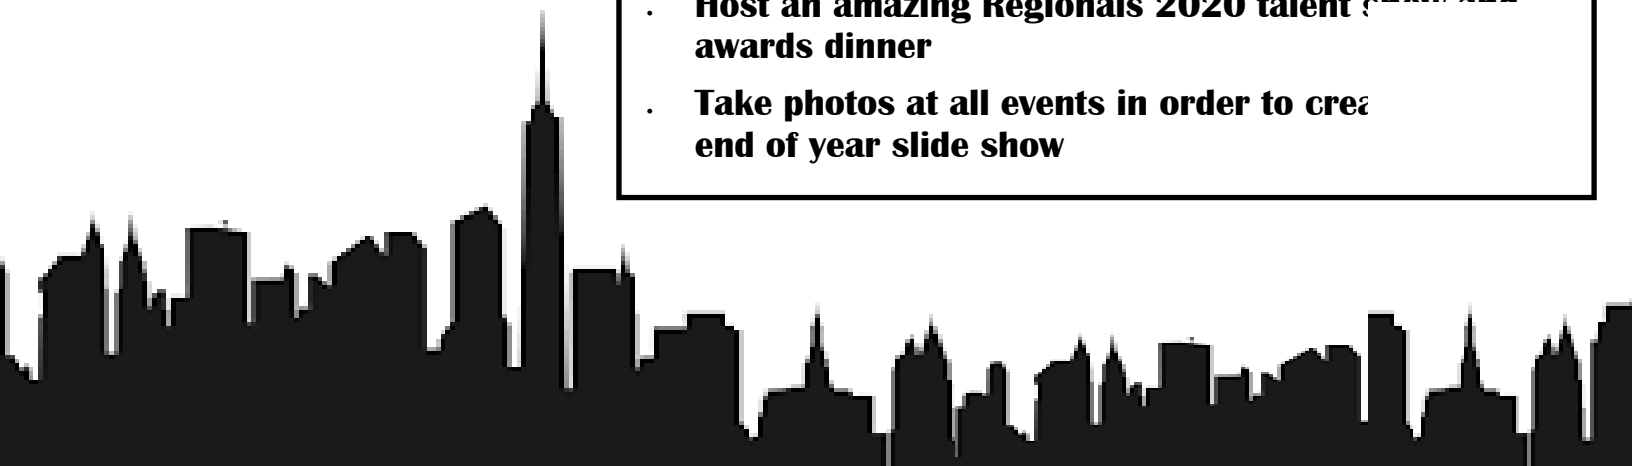 Host an amazing Regionals 2020 talent
awards dinner
Take photos at all events in order to
end of year slide show